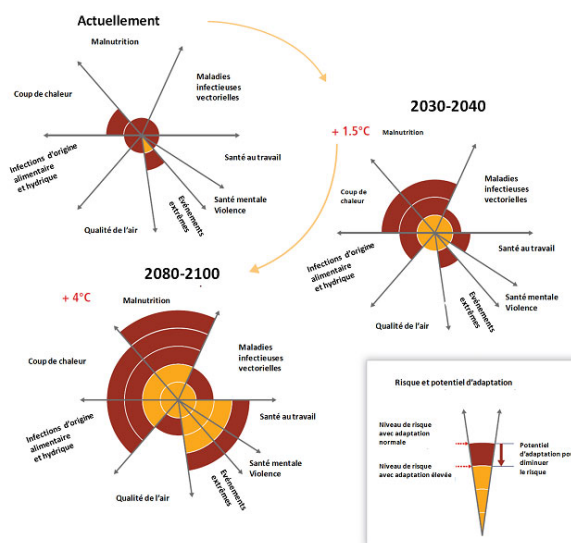 Actuellement
Malnutrition
Maladies
infectieuses
vectorielles
Coup de chaleur
Infections d'origine
alimentaire
et hydrique
Santé au travail
Santé mentale
Violence
Evénements
extrêmes
Qualité de l'air
2030-2040
+ 1.5°C
Malnutrition
Maladies
infectieuses
vectorielles
Coup de
chaleur
Infections d'origine
alimentaire
et hydrique
Santé au travail
Santé mentale
Violence
Evénements
extrêmes
Qualité de l'air
2080-2100
+ 4°C
Malnutrition
Maladies
infectieuses
vectorielles
Coup de chaleur
Infections d'origine
alimentaire
et hydrique
Santé au travail
Santé mentale
Violence
Evénements
extrêmes
Qualité de l'air
Risque et potentiel d'adaptation
Niveau de risque
avec adaptation
normale
Niveau de risque
avec adaptation élevée
Potentiel
d'adaptation pou
diminuer
le risque